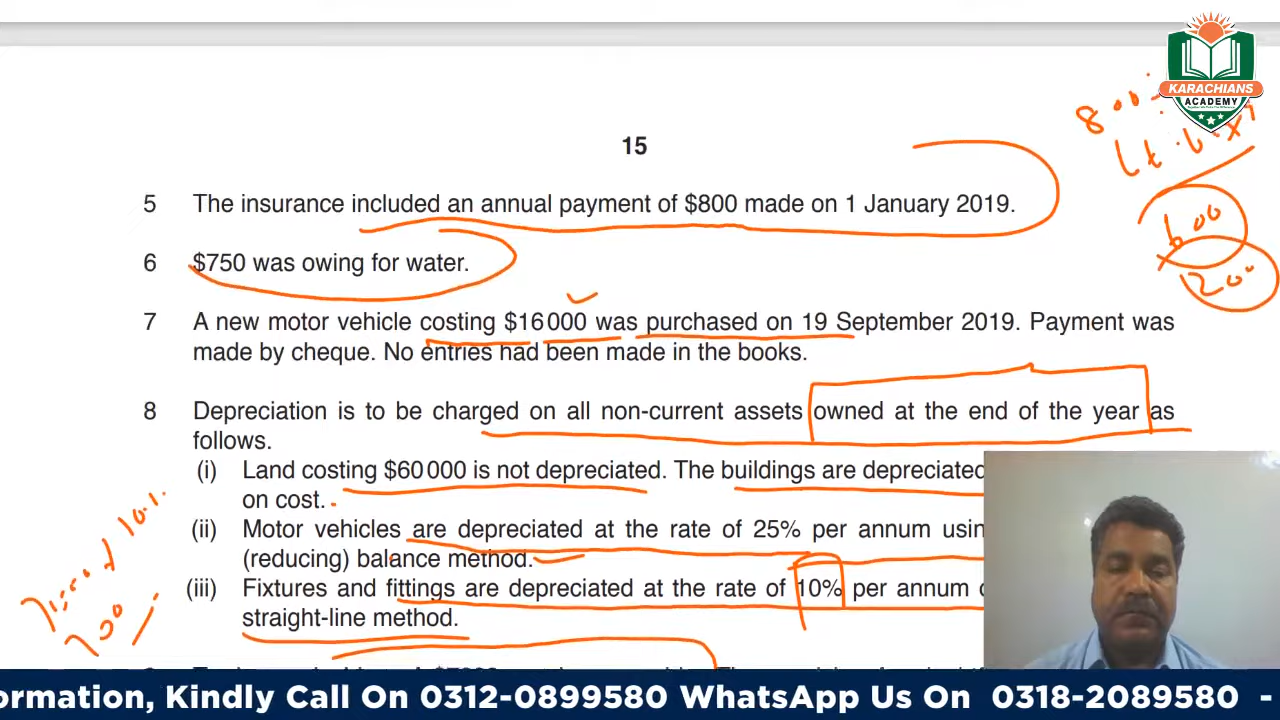 KARACHIANS
ACADEMY
800
15
5 The insurance included an annual payment of $800 made on 1 January 2019.
600
200
6 $750 was owing for water.
7 A new motor vehicle costing $16 000 was purchased on 19 September 2019. Payment was
made by cheque. No entries had been made in the books.
8 Depreciation is to be charged on all non-current assets owned at the end of the year as
follows.
(i) Land costing $60 000 is not depreciated. The buildings are depreciated
on cost.
(ii) Motor vehicles are depreciated at the rate of 25% per annum usin
(reducing) balance method.
(iii) Fixtures and fittings are depreciated at the rate of 10% per annum
straight-line method.
700
ormation, Kindly Call On 0312-0899580 WhatsApp Us On 0318-2089580 -